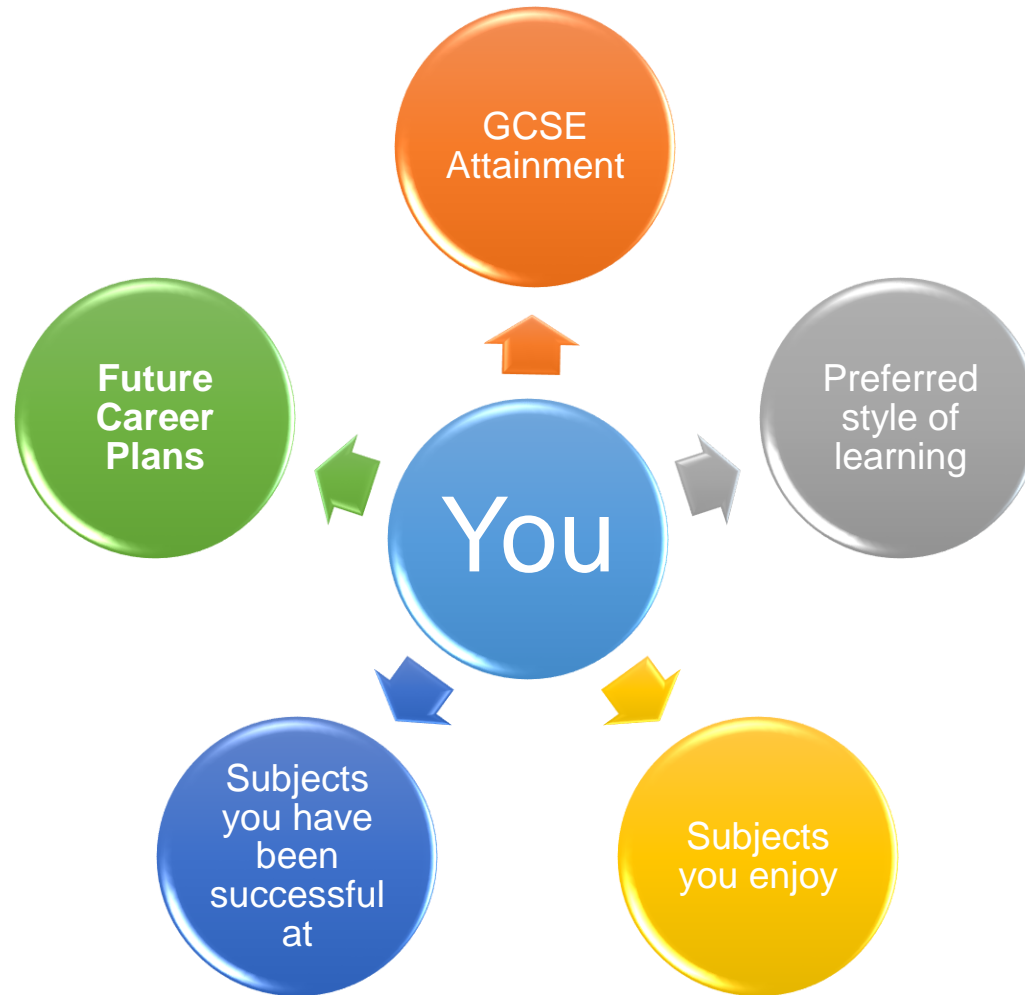 GCSE
Attainment
Future
Career
Plans
Preferred
style of
learning
You
Subjects
you have
been
successful
at
Subjects
you enjoy